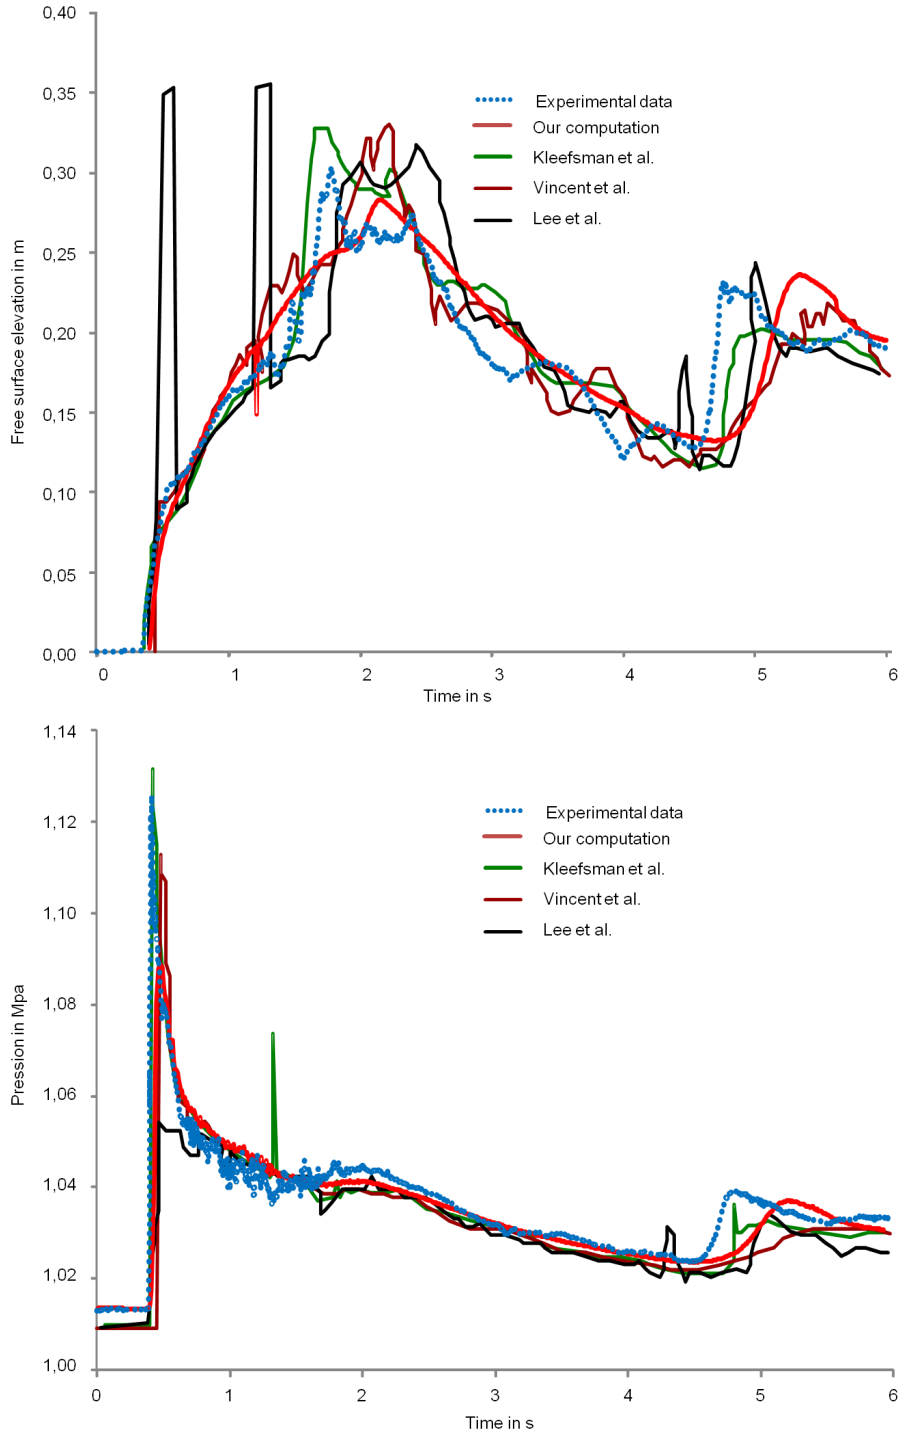 0,40
0,35
0,30
0,25
0,20
0,15
0,10
0,05
0,00
Free surface elevation in m
Experimental data
Our computation
Kleefsman et al.
Vincent et al.
Lee et al.
0 1 2 3 4 5 6
Time in s
1,14
1,12
1,10
1,08
1,06
1,04
1,02
1,00
Pression in Mpa
Experimental data
Our computation
Kleefsman et al.
Vincent et al.
Lee et al.
0 1 2 3 4 5 6
Time in s